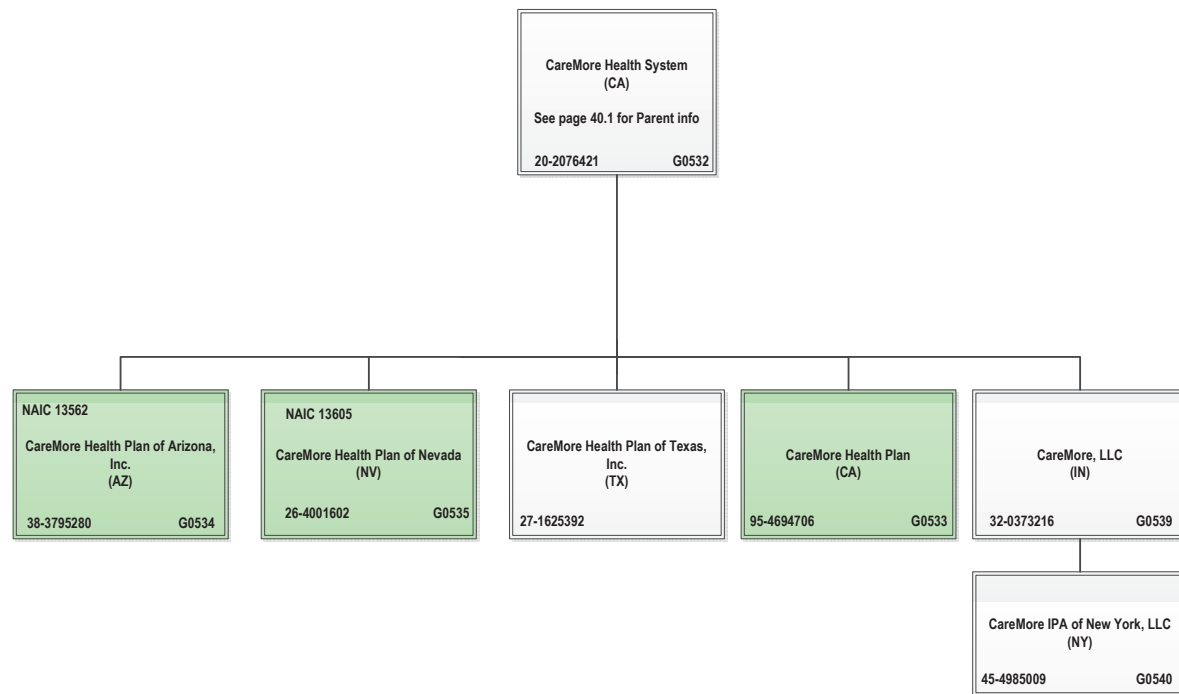 CareMore Health System
(CA)
See page 40.1 for Parent info
20-2076421 G0532
NAIC 13562
CareMore Health Plan of Arizona,
Inc.
(AZ)
38-3795280 G0534
NAIC 13605
CareMore Health Plan of Nevada
(NV)
26-4001602 G0535
CareMore Health Plan of Texas,
Inc.
(TX)
27-1625392
CareMore Health Plan
(CA)
95-4694706 G0533
CareMore, LLC
(IN)
32-0373216 G0539
CareMore IPA of New York, LLC
(NY)
45-4985009 G0540